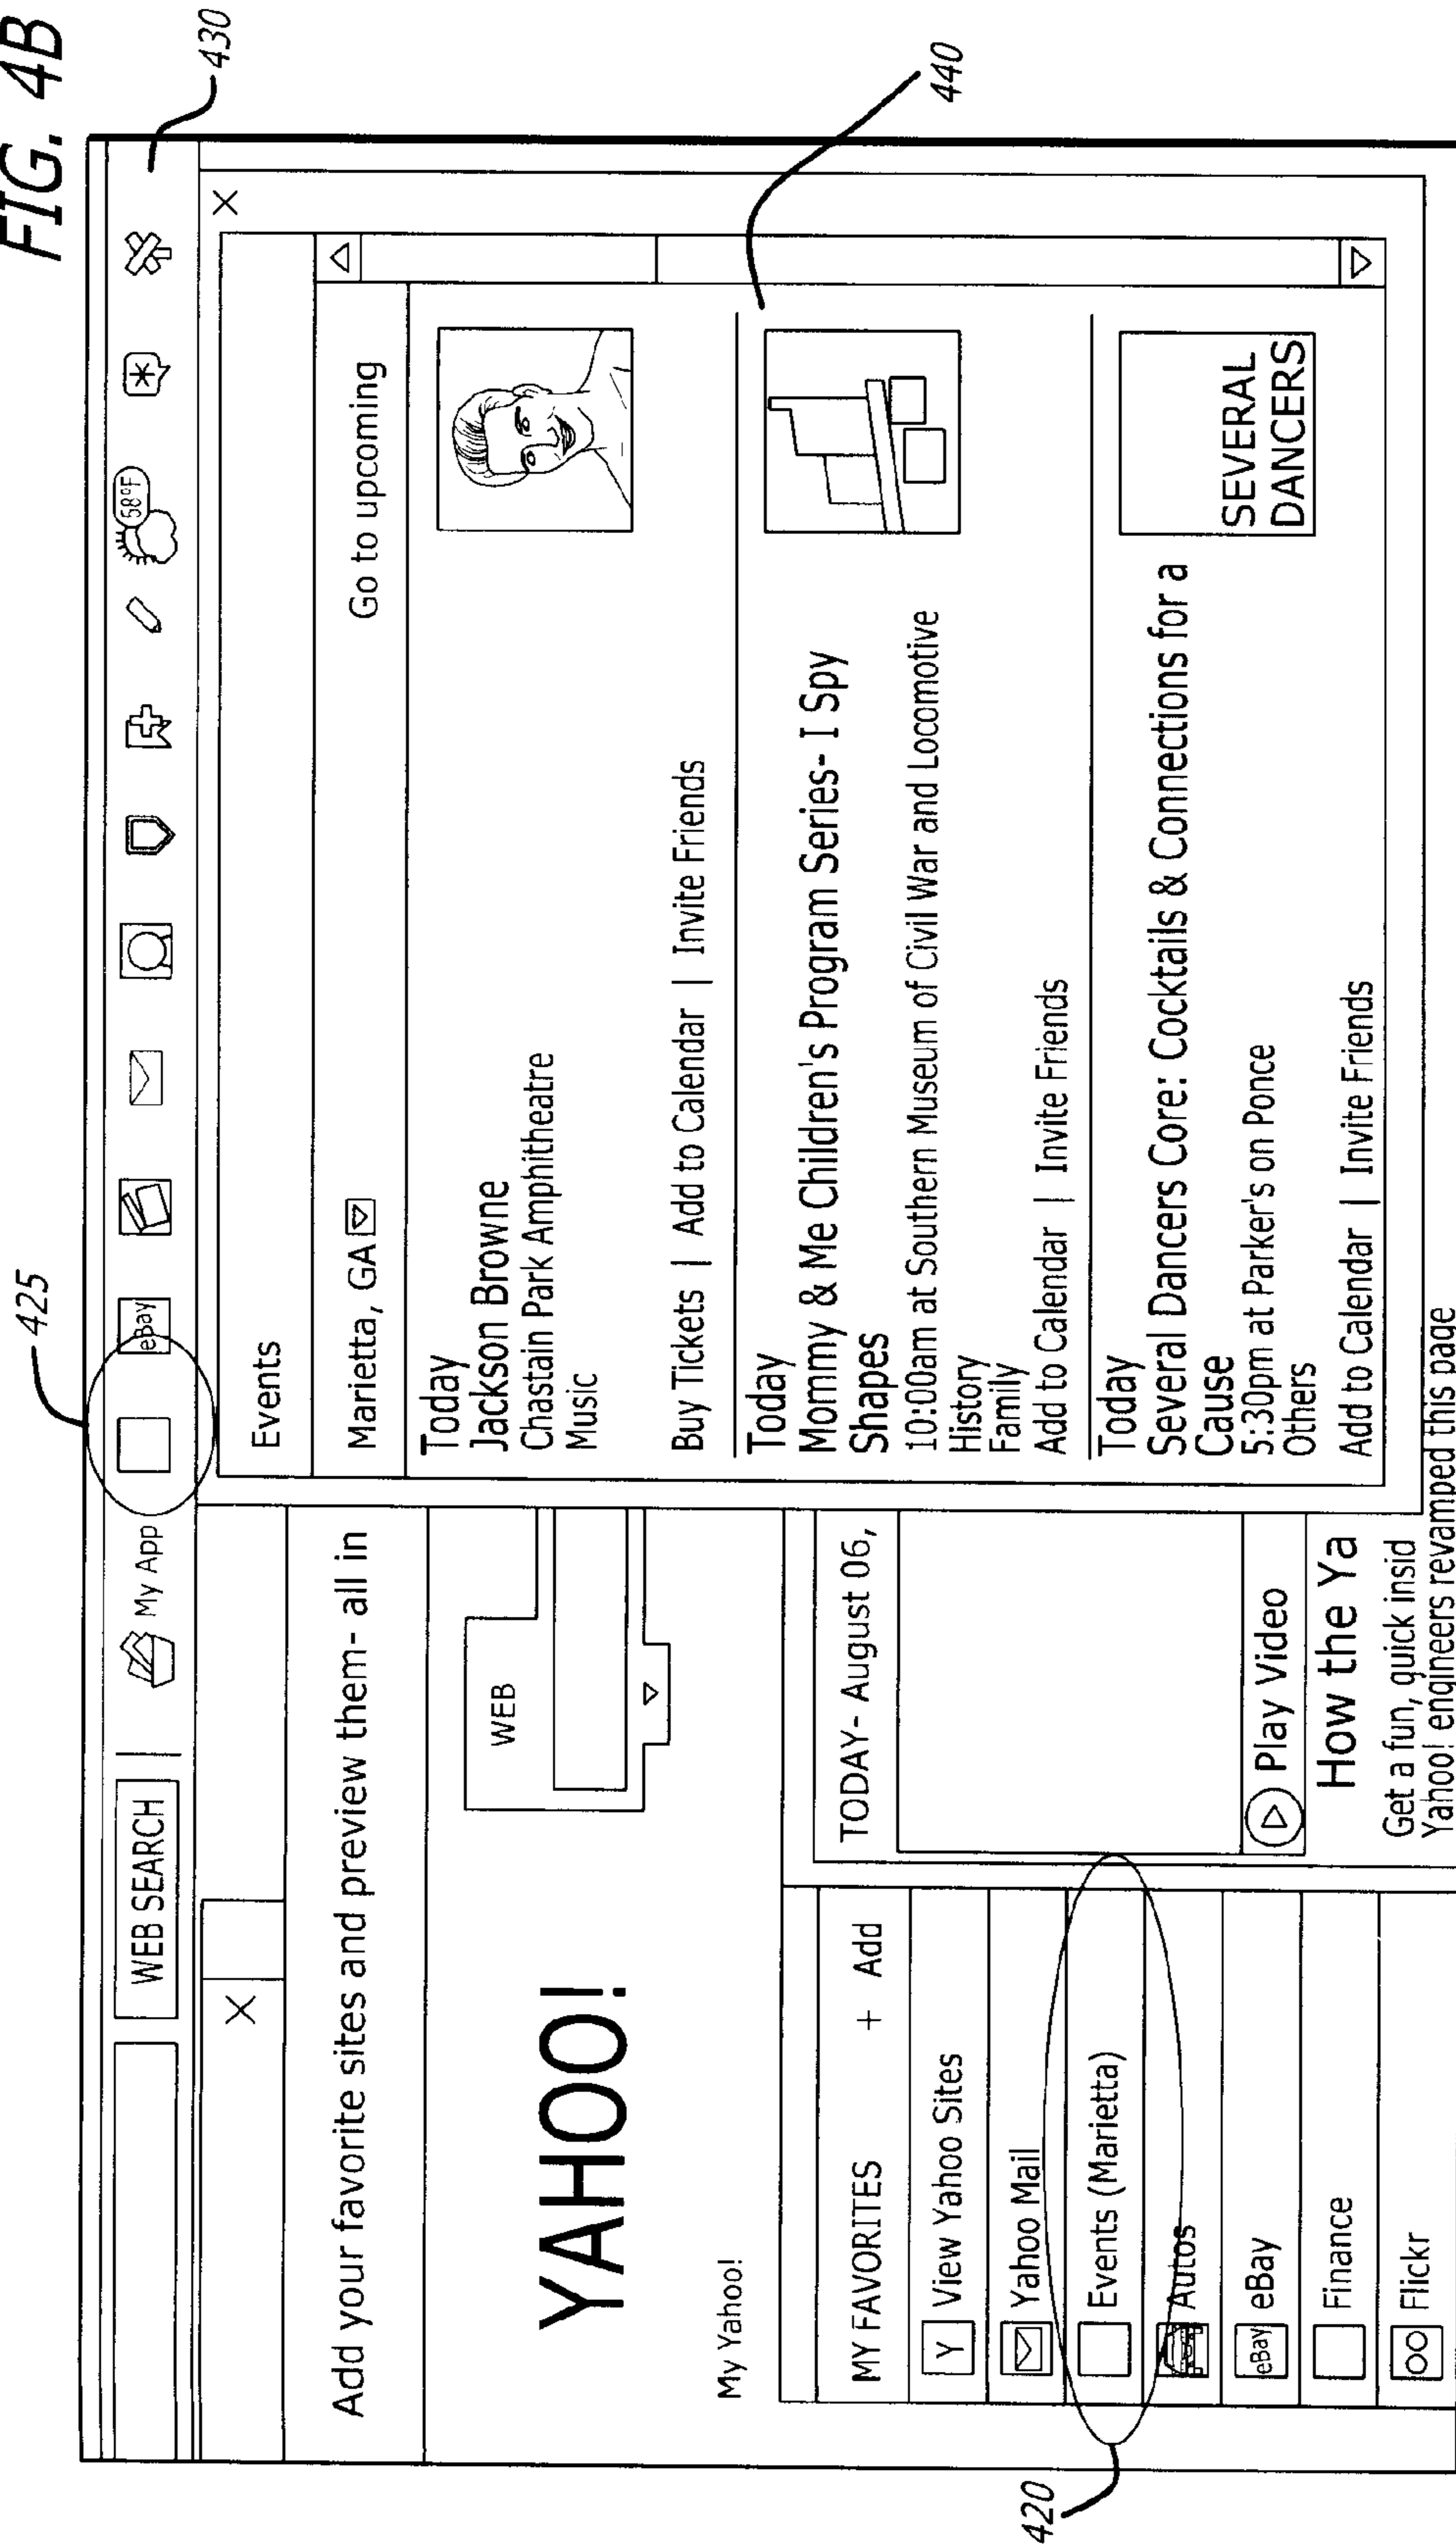 FIG. 4B
425
430
WEB SEARCH
My App
eBay
68°F
X
X
Add your favorite sites and preview them- all in
YAHOO!
WEB
My Yahoo!
MY FAVORITES + Add
Y View Yahoo Sites
Yahoo Mail
Events (Marietta)
Autos
eBay eBay
Finance
Flickr
420
TODAY- August 06,
Play Video
How the Ya
Get a fun, quick insid
Yahoo! engineers revamped this page
Events
Marietta, GA
Go to upcoming
Today
Jackson Browne
Chastain Park Amphitheatre
Music
Buy Tickets | Add to Calendar | Invite Friends
440
Today
Mommy & Me Children's Program Series- I Spy
Shapes
10:00am at Southern Museum of Civil War and Locomotive
History
Family
Add to Calendar | Invite Friends
Today
Several Dancers Core: Cocktails & Connections for a
Cause
5:30pm at Parker's on Ponce
Others
Add to Calendar | Invite Friends
SEVERAL
DANCERS